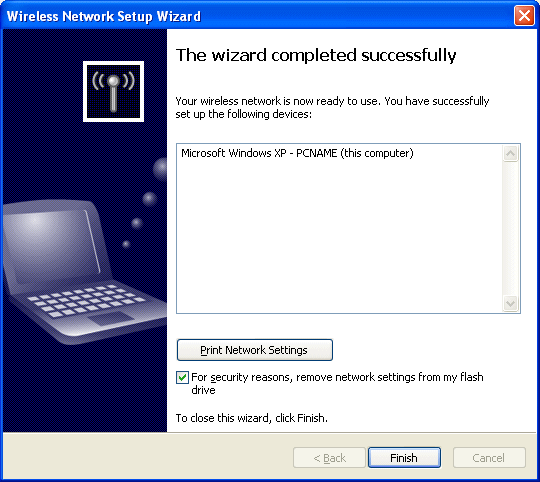 Wireless Network Setup Wizard
The wizard completed successfully
Your wireless network is now ready to use. You have successfully
set up the following devices:
Microsoft Windows XP - PCNAME (this computer)
Print Network Settings
For security reasons, remove network settings from my flash
drive
To close this wizard, click Finish.
< Back Finish Cancel